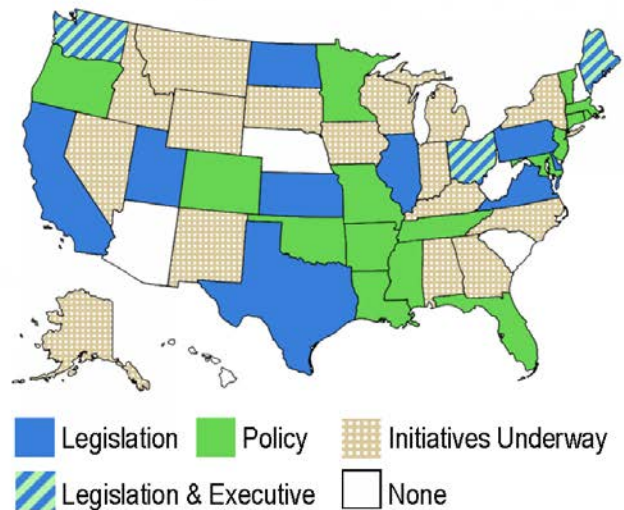 Legislation Policy Initiatives Underway
Legislation & Executive None